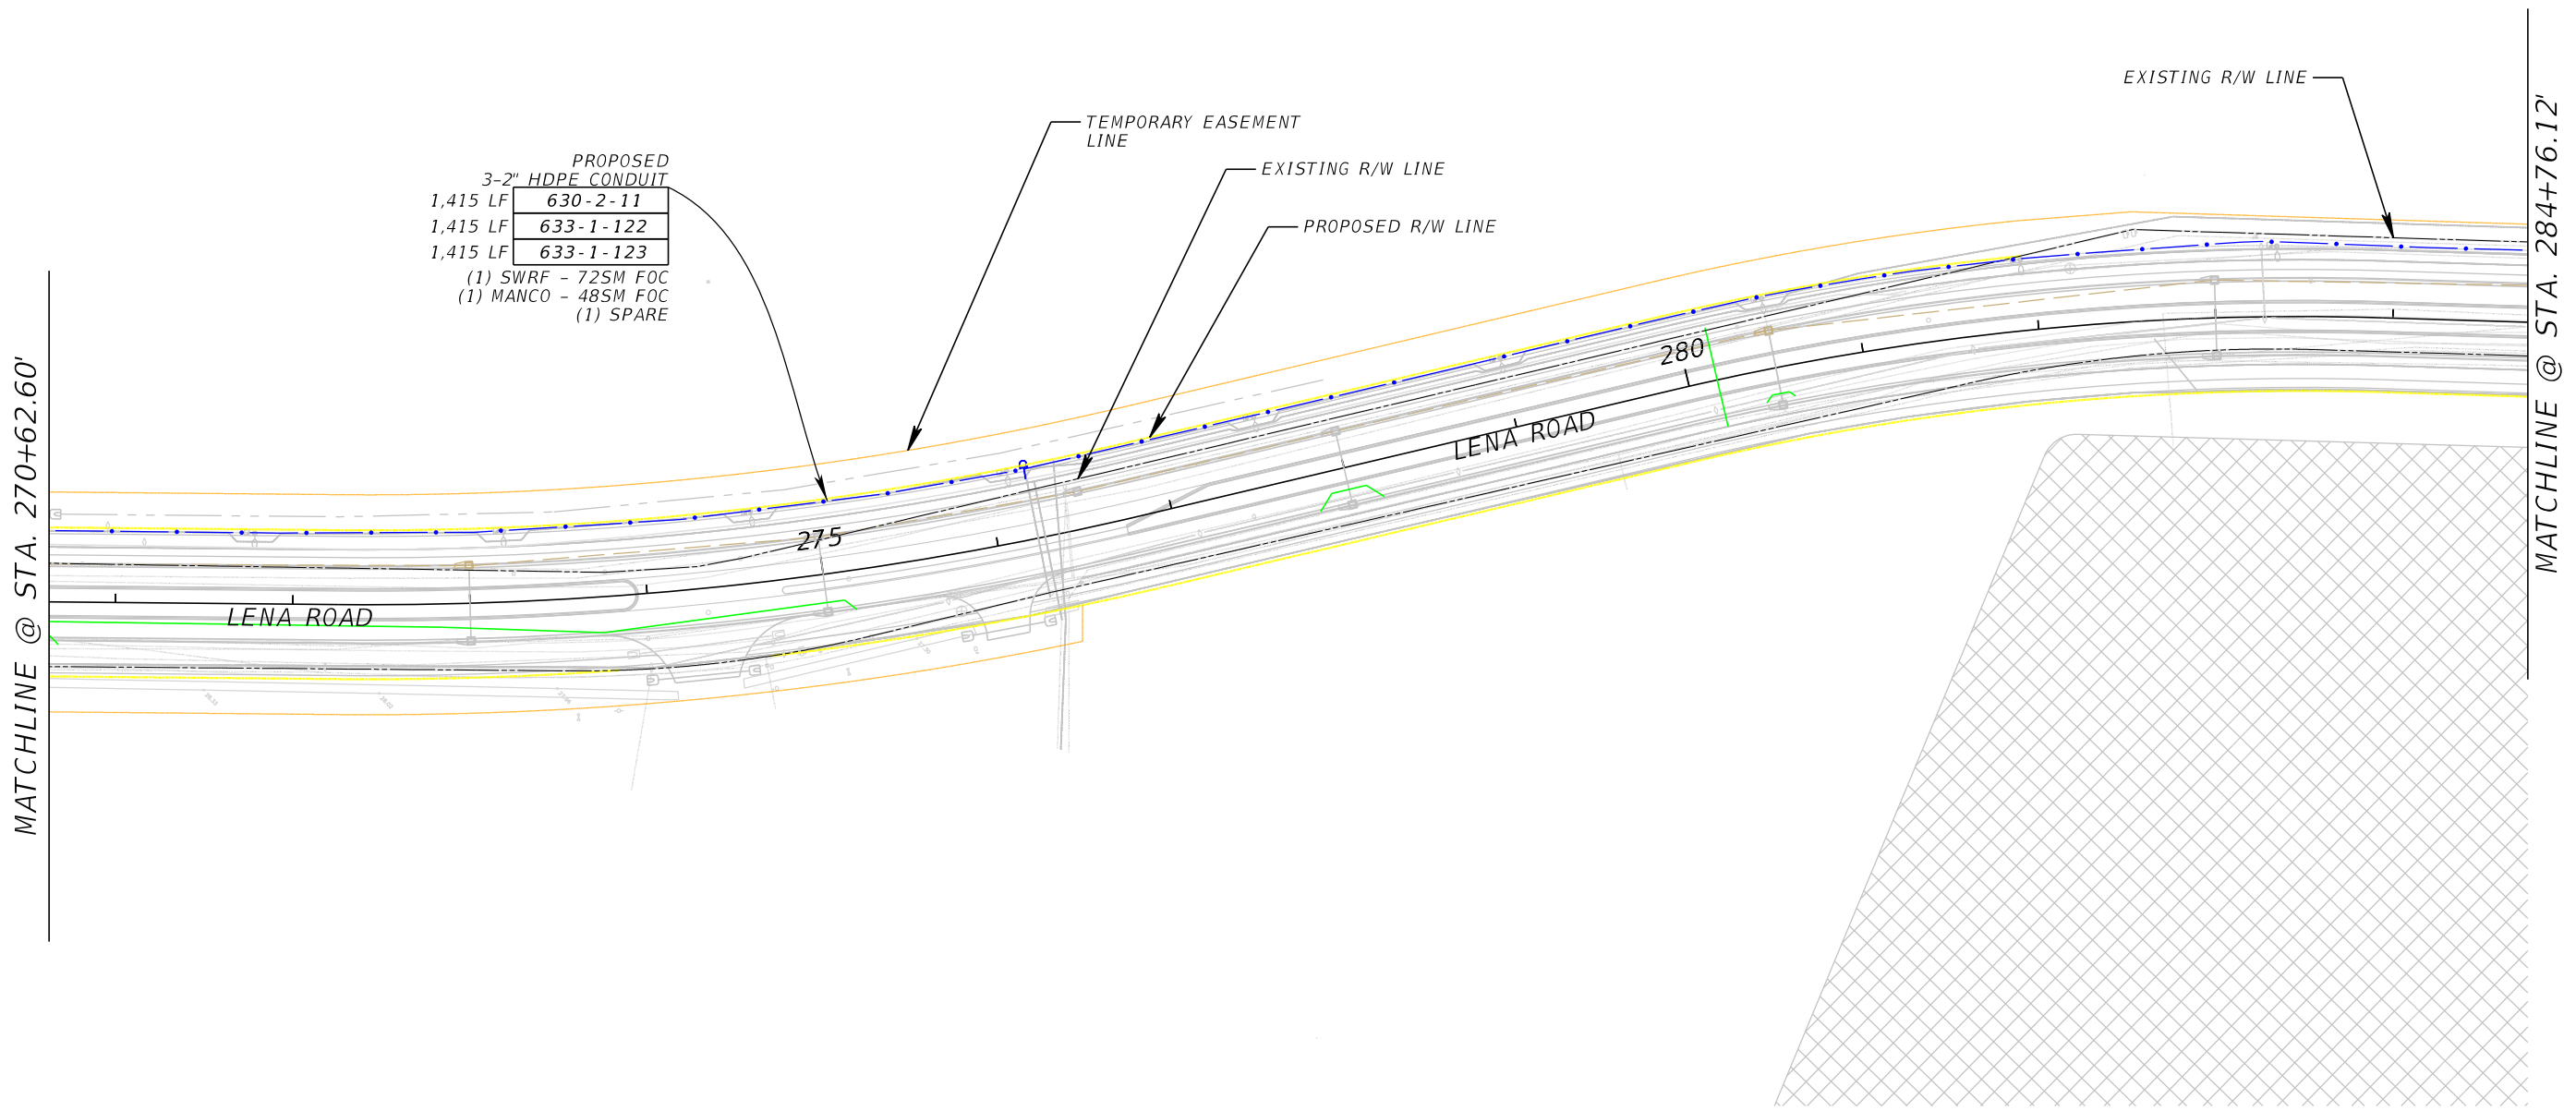 EXISTING R/W LINE
TEMPORARY EASEMENT
LINE
EXISTING R/W LINE
PROPOSED R/W LINE
PROPOSED
3-2" HDPE CONDUIT
1,415 LF 630-2-11
1,415 LF 633-1-122
1,415 LF 633-1-123
(1) SWRF - 72SM FOC
(1) MANCO - 48SM FOC
(1) SPARE
MATCHLINE @ STA. 270+62.60'
MATCHLINE @ STA. 284+76.12'
280
LENA ROAD
275
LENA ROAD